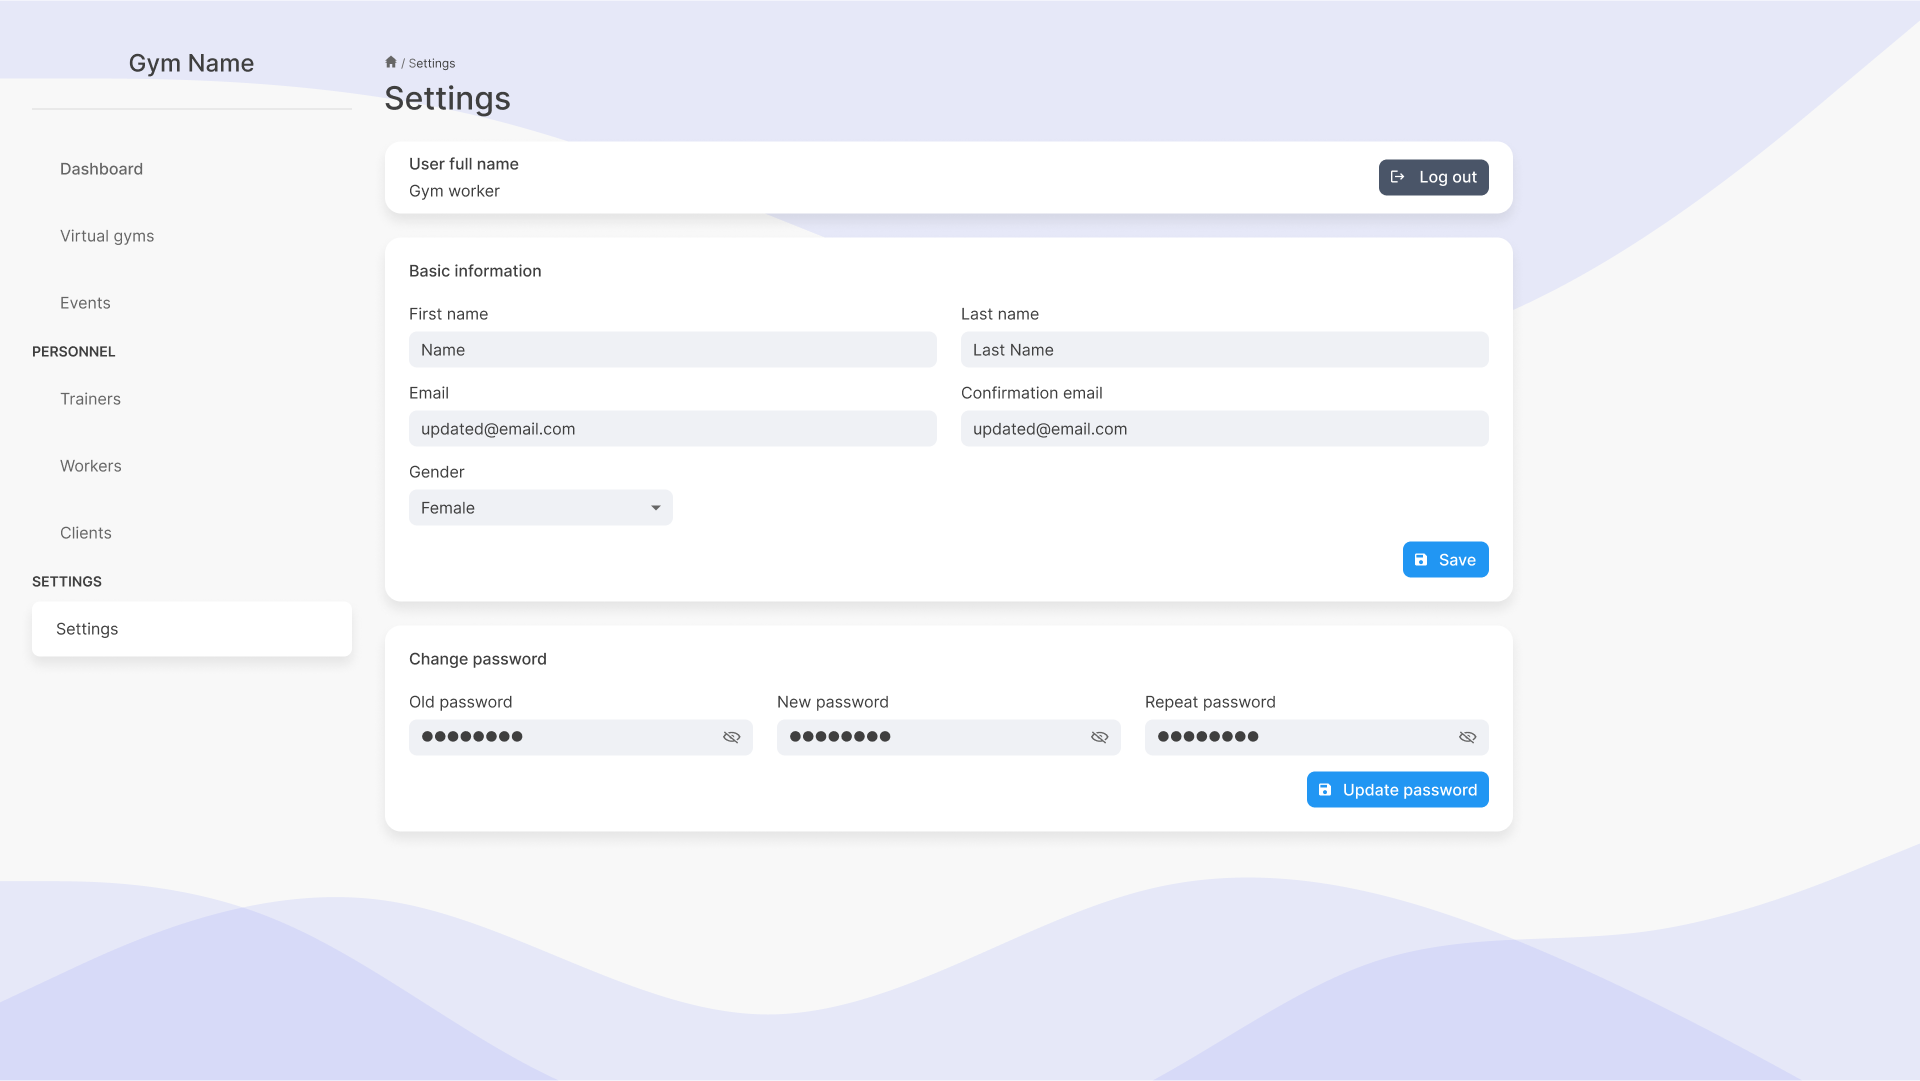 Gym Name
Dashboard
Virtual gyms
Events
PERSONNEL
Trainers
Workers
Clients
SETTINGS
Settings
/ Settings
Settings
User full name
Gym worker
Log out
Basic information
First name
Last name
Name
Last Name
Email
Confirmation email
updated@email.com
updated@email.com
Gender
Female
Save
Change password
Old password
New password
Repeat password
●●●●●●●●
●●●●●●●●
●●●●●●●●
Update password